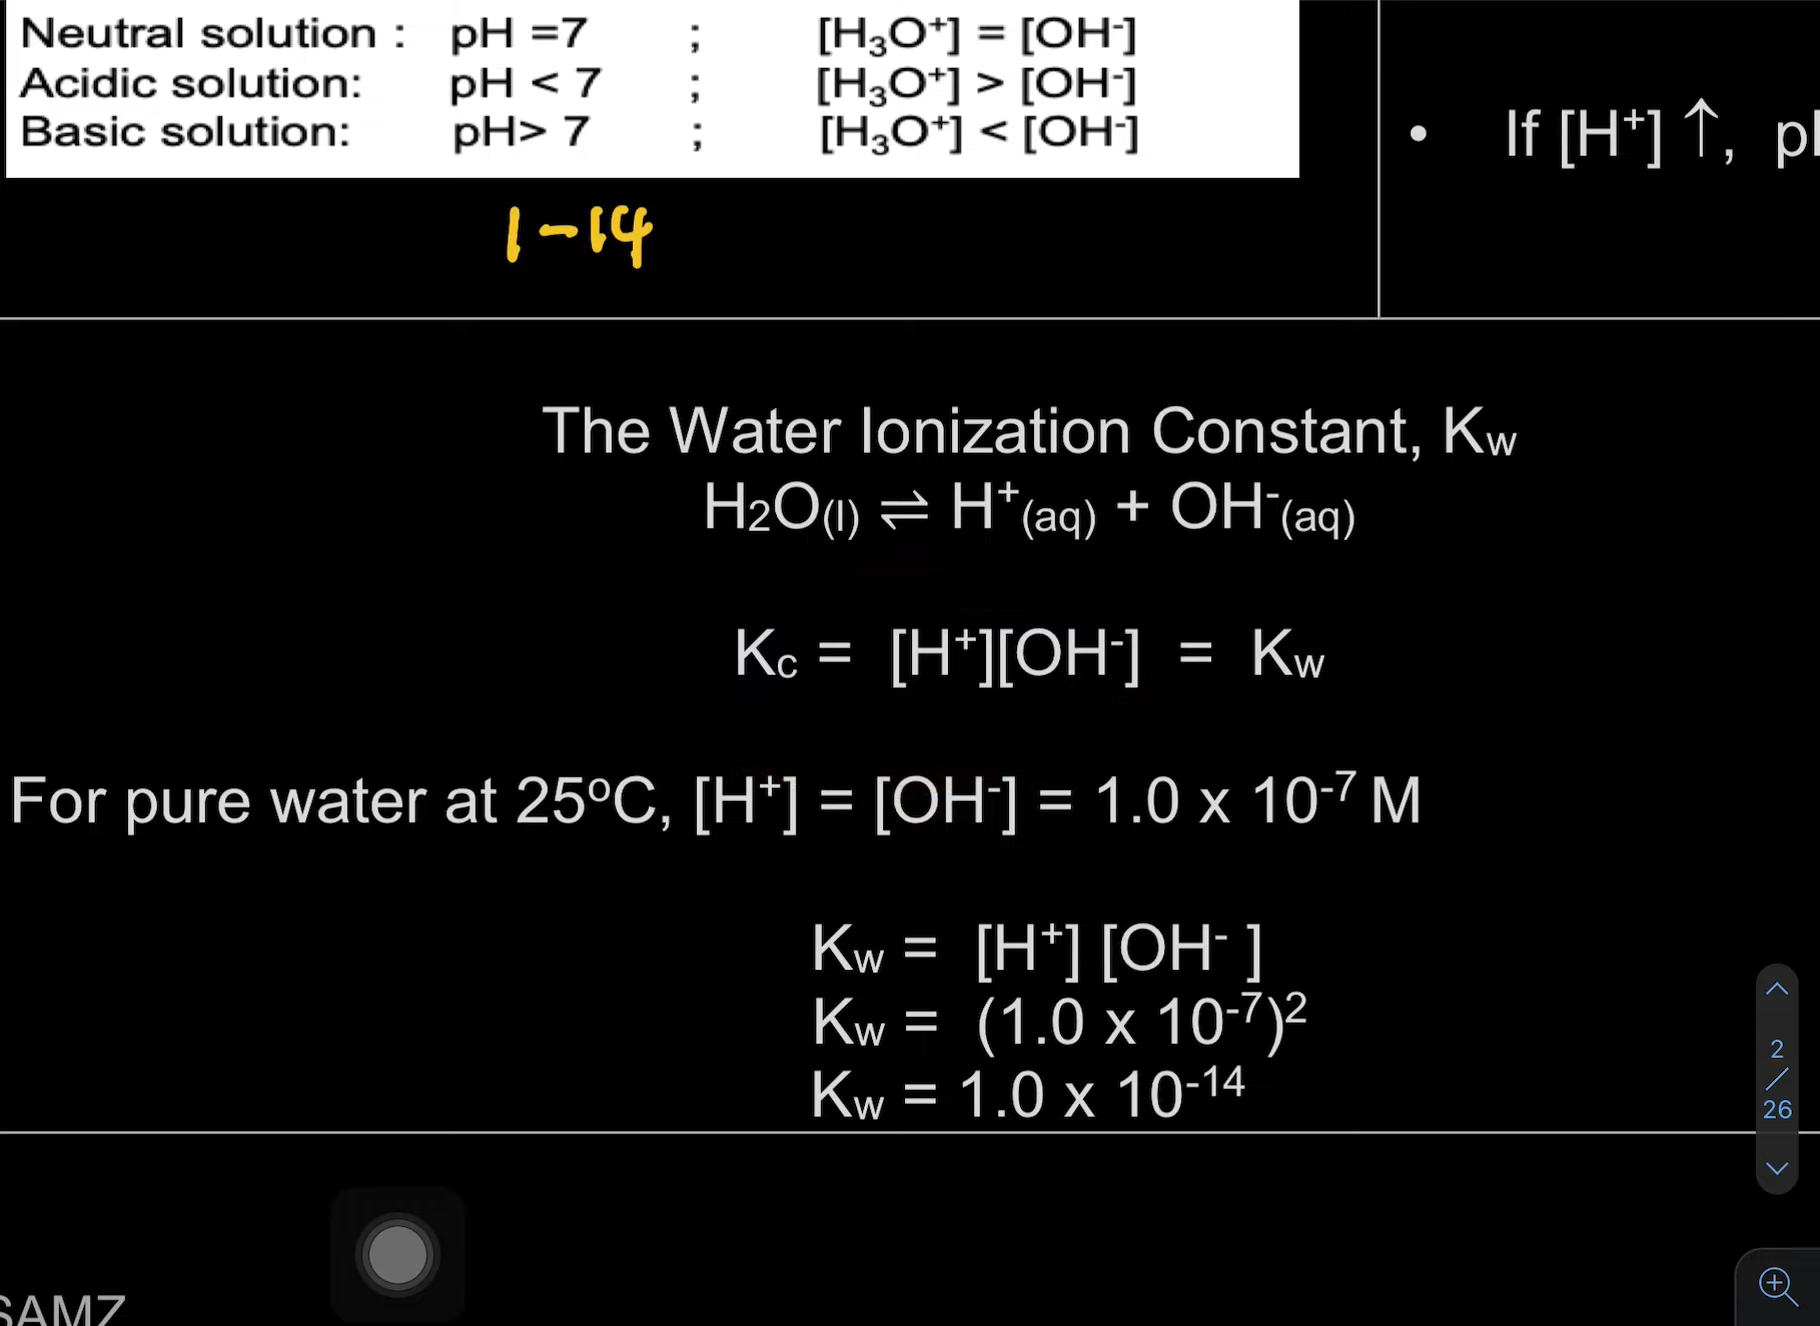 Neutral solution : pH =7 ; [H₃O⁺] = [OH⁻]
Acidic solution: pH < 7 ; [H₃O⁺] > [OH⁻]
Basic solution: pH> 7 ; [H₃O⁺] < [OH⁻]
• If [H⁺] ↑,
1-14
The Water Ionization Constant, Kw
H₂O(l) ⇌ H⁺(aq) + OH⁻(aq)
Kc = [H⁺][OH⁻] = Kw
For pure water at 25ºC, [H⁺] = [OH⁻] = 1.0 x 10⁻⁷ M
Kw = [H⁺] [OH⁻ ]
Kw = (1.0 x 10⁻⁷)²
Kw = 1.0 x 10⁻¹⁴
2
/
26